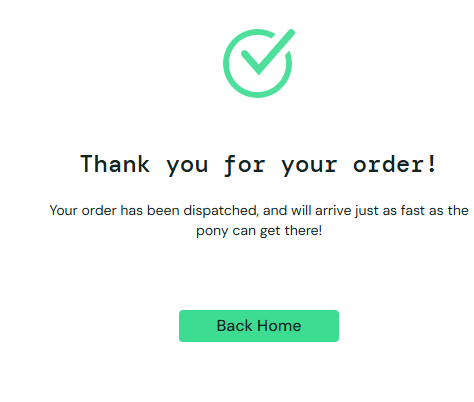 Thank you for your order!
Your order has been dispatched, and will arrive just as fast as the
pony can get there!
Back Home